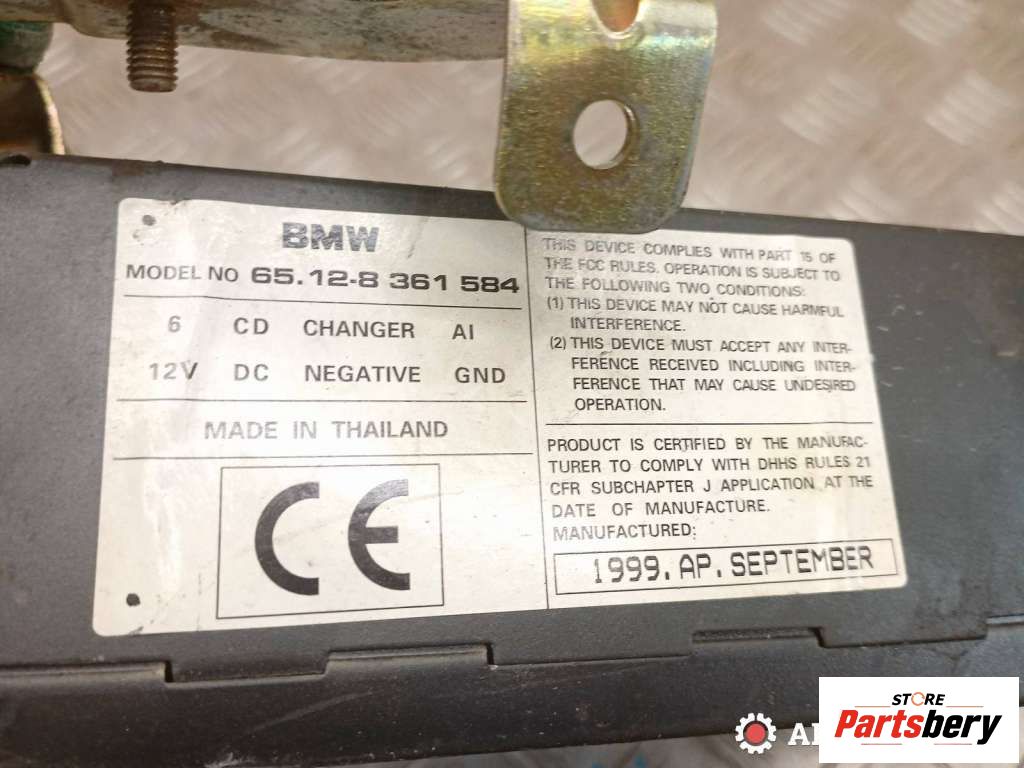 BMW
MODEL NO 65.12-8 361 584
6 CD CHANGER AI
12V DC NEGATIVE GND
MADE IN THAILAND
CE
THIS DEVICE COMPLIES WITH PART 15 OF
THE FCC RULES. OPERATION IS SUBJECT TO
THE FOLLOWING TWO CONDITIONS:
(1) THIS DEVICE MAY NOT CAUSE HARMFUL
INTERFERENCE.
(2) THIS DEVICE MUST ACCEPT ANY INTER-
FERENCE RECEIVED INCLUDING INTER-
FERENCE THAT MAY CAUSE UNDESIRED
OPERATION.
PRODUCT IS CERTIFIED BY THE MANUFAC-
TURER TO COMPLY WITH DHHS RULES 21
CFR SUBCHAPTER J APPLICATION AT THE
DATE OF MANUFACTURE.
MANUFACTURED:
1999. AP. SEPTEMBER
STORE
Partsbery